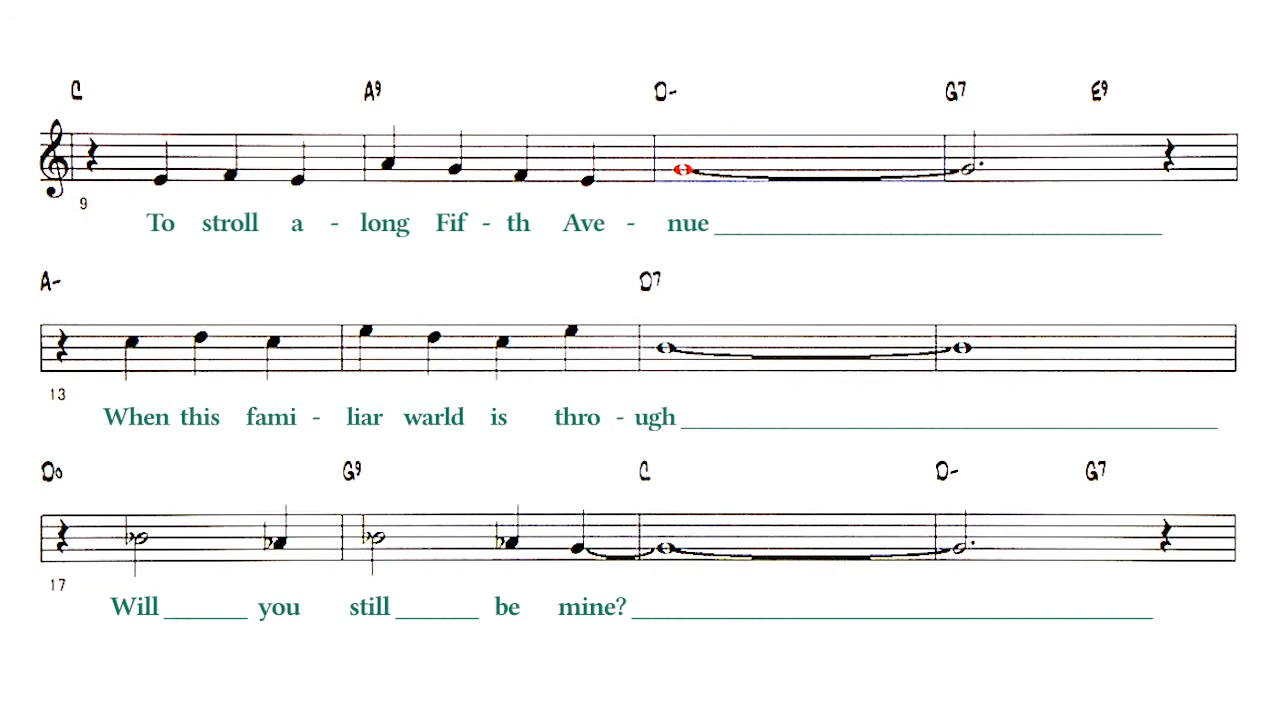 C A9 D- G7 E9
9
To stroll a - long Fif - th Ave - nue
A- D7
13
When this fami - liar warld is thro - ugh
Do G9 C D- G7
17
Will you still be mine?